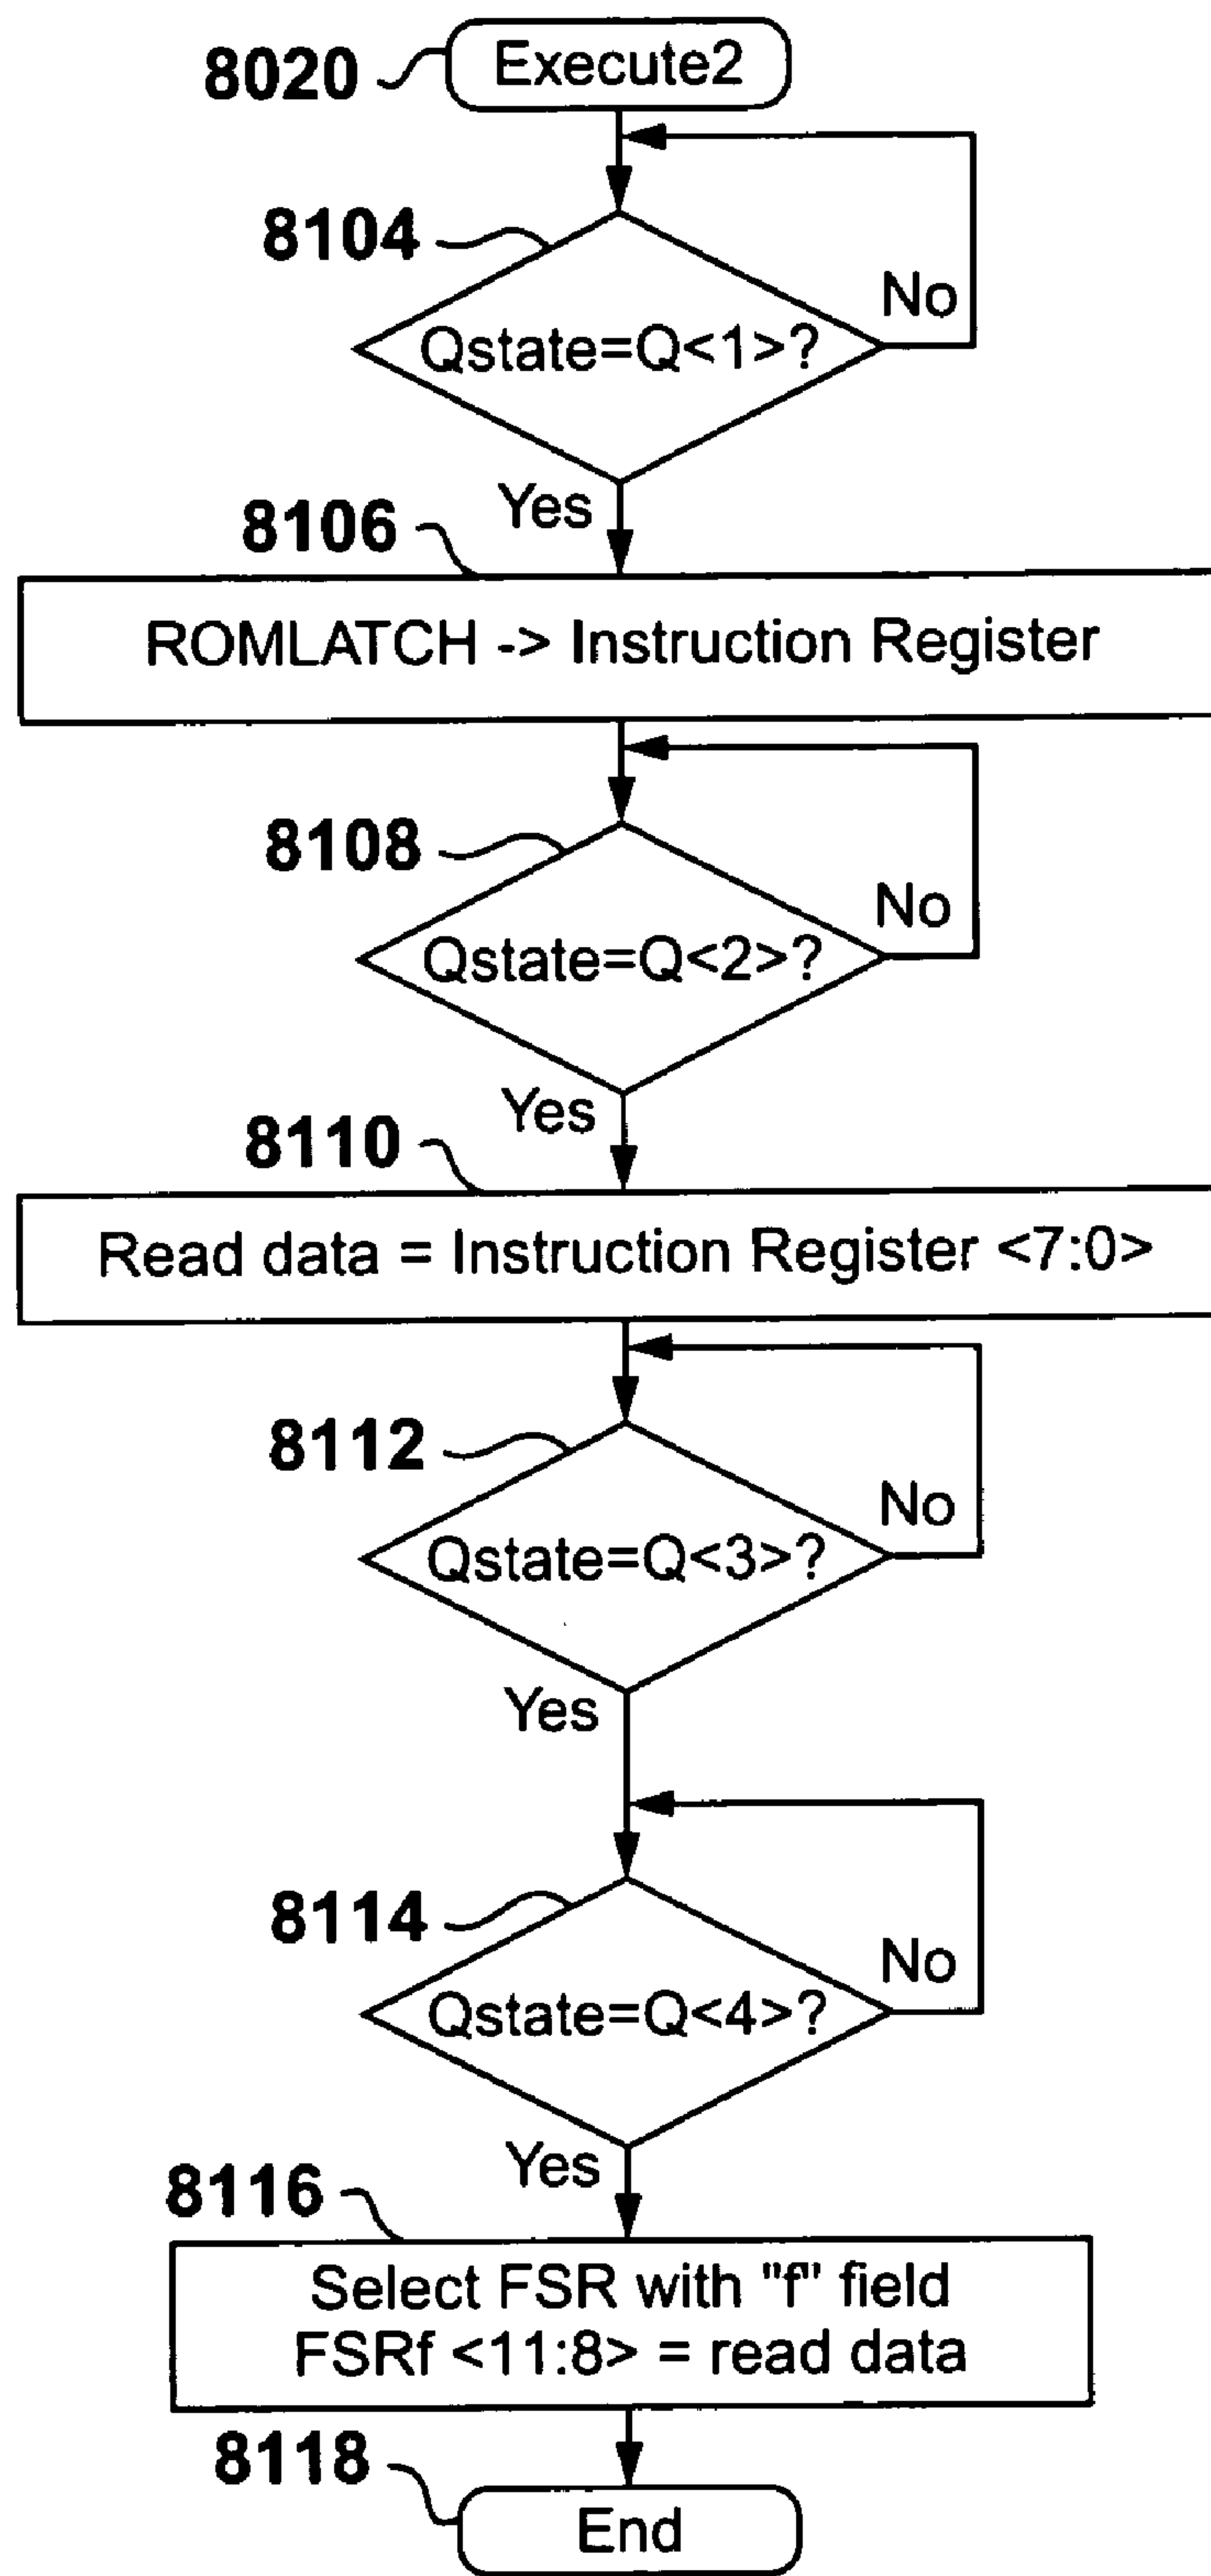 8020
Execute2
8104
No
Qstate=Q<1>?
Yes
8106
ROMLATCH -> Instruction Register
8108
No
Qstate=Q<2>?
Yes
8110
Read data = Instruction Register <7:0>
8112
No
Qstate=Q<3>?
Yes
8114
No
Qstate=Q<4>?
Yes
8116
Select FSR with "f" field
FSRf <11:8> = read data
8118
End